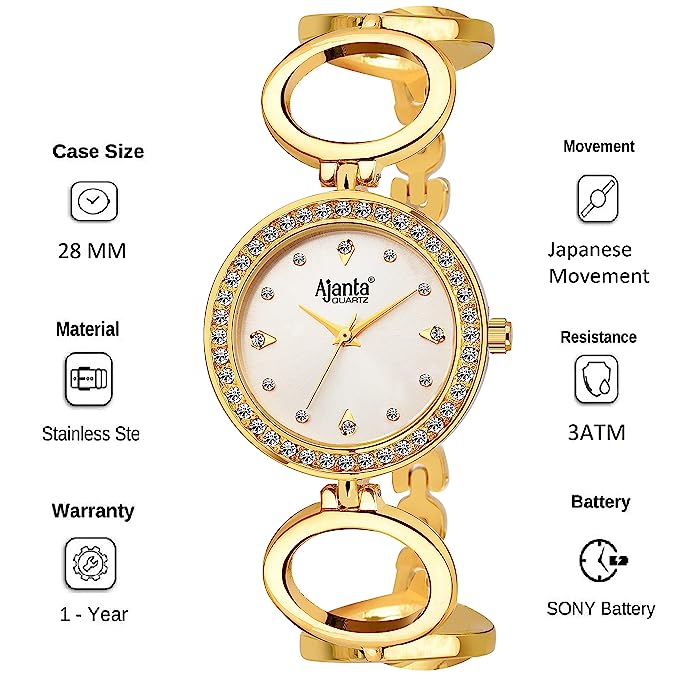 Case Size
28 MM
Material
Stainless Ste
Warranty
1 - Year
Ajanta®
QUARTZ
Movement
Japanese
Movement
Resistance
3ATM
Battery
SONY Battery